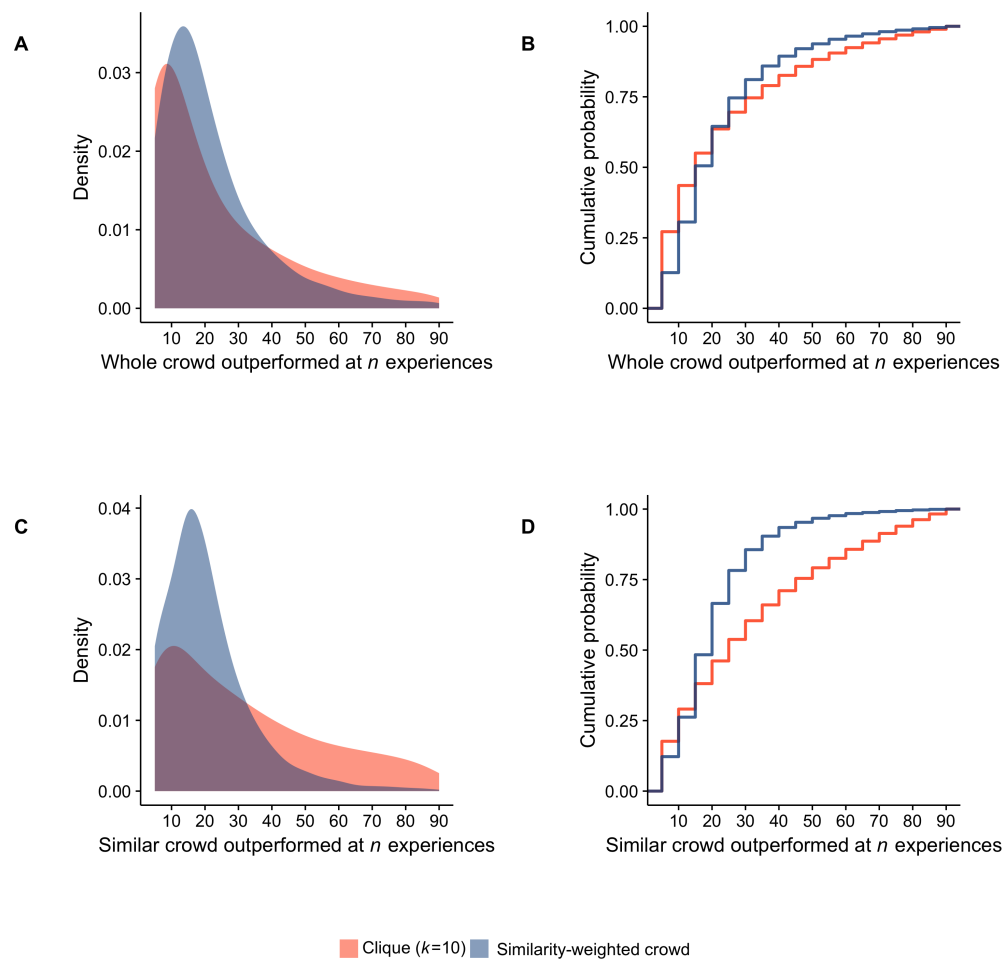 A
Density
0.03
0.02
0.01
0.00
10 20 30 40 50 60 70 80 90
Whole crowd outperformed at n experiences
B
Cumulative probability
1.00
0.75
0.50
0.25
0.00
10 20 30 40 50 60 70 80 90
Whole crowd outperformed at n experiences
C
Density
0.04
0.03
0.02
0.01
0.00
10 20 30 40 50 60 70 80 90
Similar crowd outperformed at n experiences
D
Cumulative probability
1.00
0.75
0.50
0.25
0.00
10 20 30 40 50 60 70 80 90
Similar crowd outperformed at n experiences
Clique (k=10) Similarity-weighted crowd